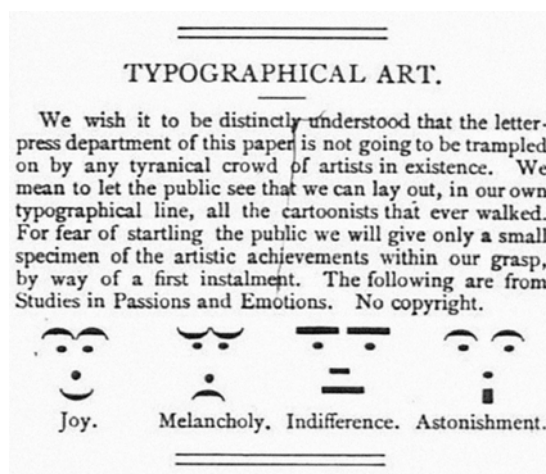 TYPOGRAPHICAL ART.
We wish it to be distinctly understood that the letter-
press department of this paper is not going to be trampled
on by any tyranical crowd of artists in existence. We
mean to let the public see that we can lay out, in our own
typographical line, all the cartoonists that ever walked.
For fear of startling the public we will give only a small
specimen of the artistic achievements within our grasp,
by way of a first instalment. The following are from
Studies in Passions and Emotions. No copyright.
Joy. Melancholy. Indifference. Astonishment.